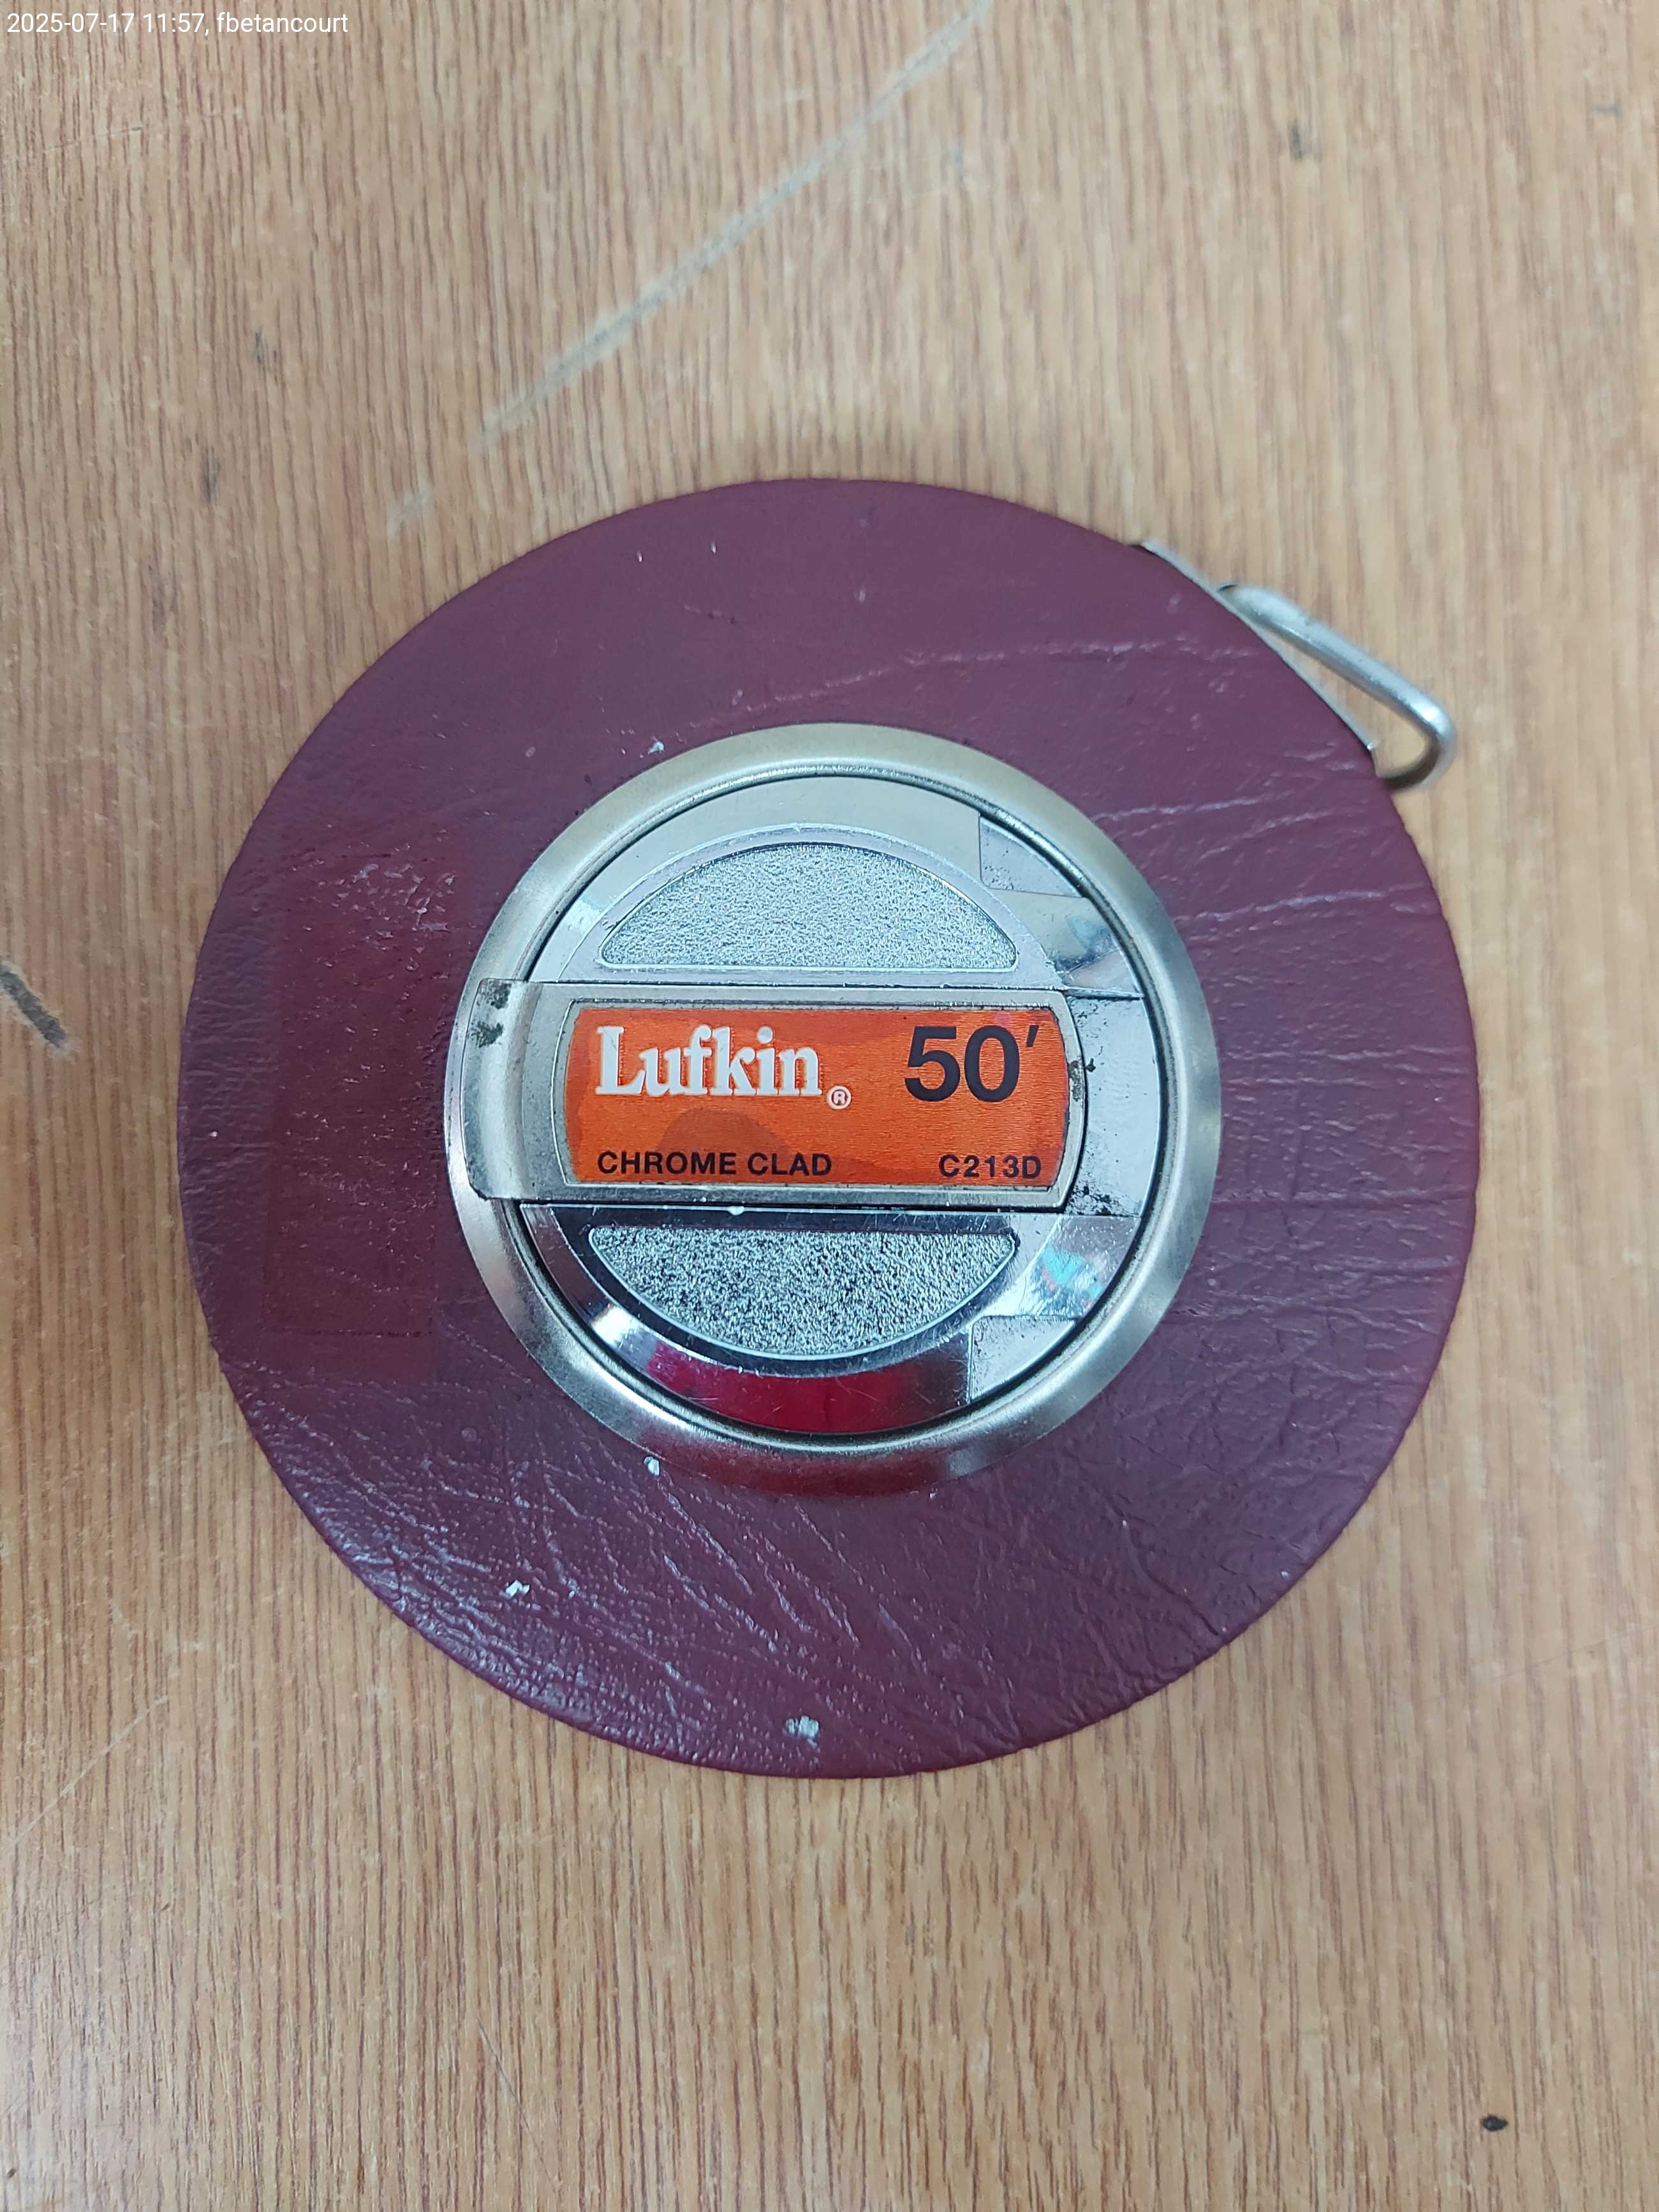 2025-07-17 11:57, fbetancourt
Lufkin® 50'
CHROME CLAD C213D